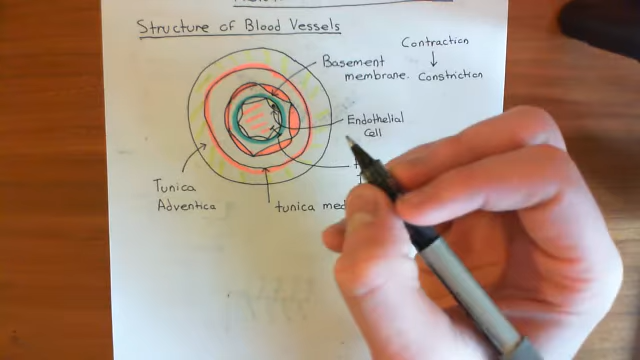 Structure of Blood Vessels
Contraction
↓
Constriction
Basement
membrane.
Endothelial
Cell
Tunica
Adventica
tunica med